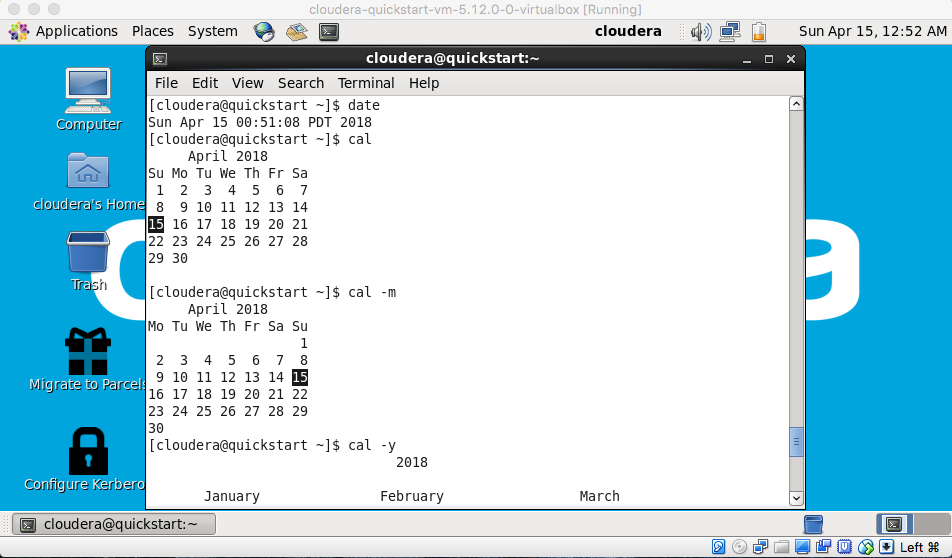 cloudera-quickstart-vm-5.12.0-0-virtualbox [Running]
Applications Places System cloudera Sun Apr 15, 12:52 AM
cloudera@quickstart:~
File Edit View Search Terminal Help
[cloudera@quickstart ~]$ date
Sun Apr 15 00:51:08 PDT 2018
[cloudera@quickstart ~]$ cal
     April 2018
Su Mo Tu We Th Fr Sa
 1  2  3  4  5  6  7
 8  9 10 11 12 13 14
15 16 17 18 19 20 21
22 23 24 25 26 27 28
29 30
[cloudera@quickstart ~]$ cal -m
     April 2018
Mo Tu We Th Fr Sa Su
                   1
 2  3  4  5  6  7  8
 9 10 11 12 13 14 15
16 17 18 19 20 21 22
23 24 25 26 27 28 29
30
[cloudera@quickstart ~]$ cal -y
                               2018
       January               February                 March
Computer
cloudera's Home
Trash
Migrate to Parcels
Configure Kerbero
cloudera@quickstart:~
Left ⌘